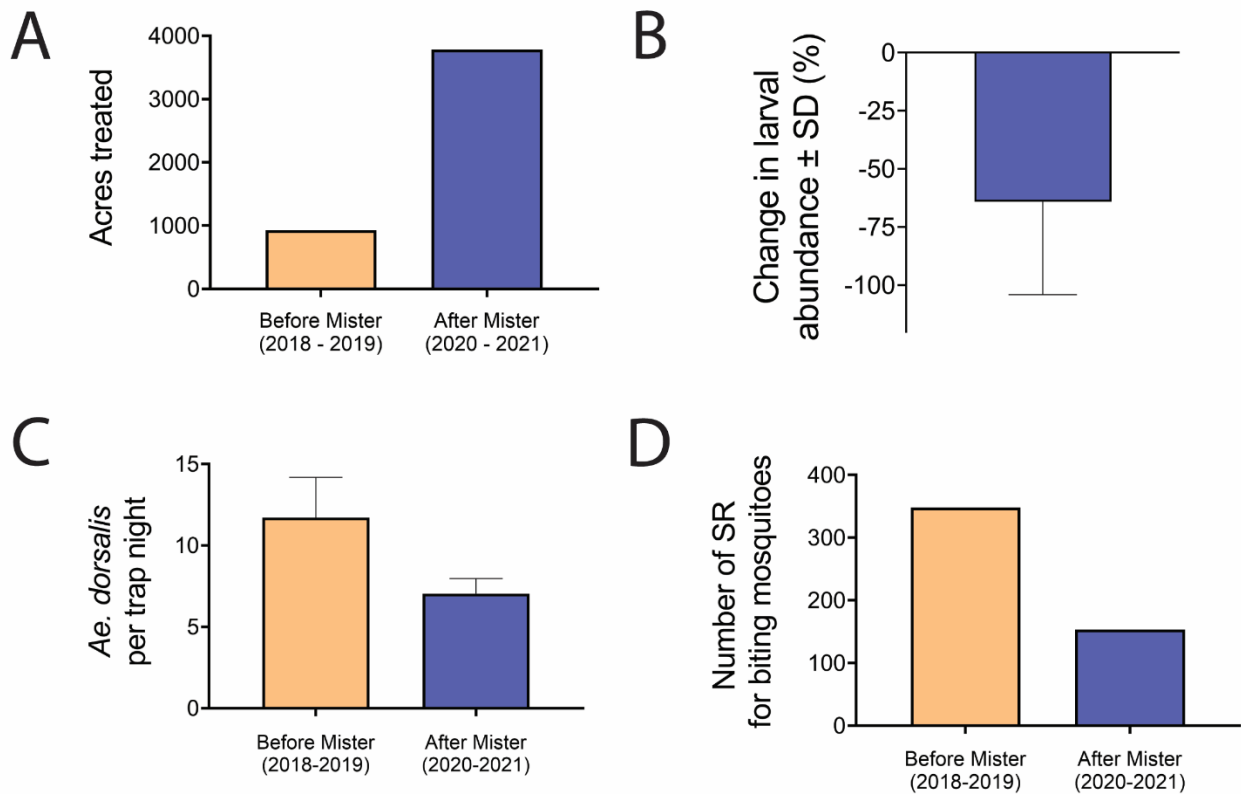 A
Acres treated
4000
3000
2000
1000
0
Before Mister
(2018 - 2019)
After Mister
(2020 - 2021)
B
Change in larval
abundance ± SD (%)
0
-25
-50
-75
-100
C
Ae. dorsalis
per trap night
15
10
5
0
Before Mister
(2018-2019)
After Mister
(2020-2021)
D
Number of SR
for biting mosquitoes
400
300
200
100
0
Before Mister
(2018-2019)
After Mister
(2020-2021)